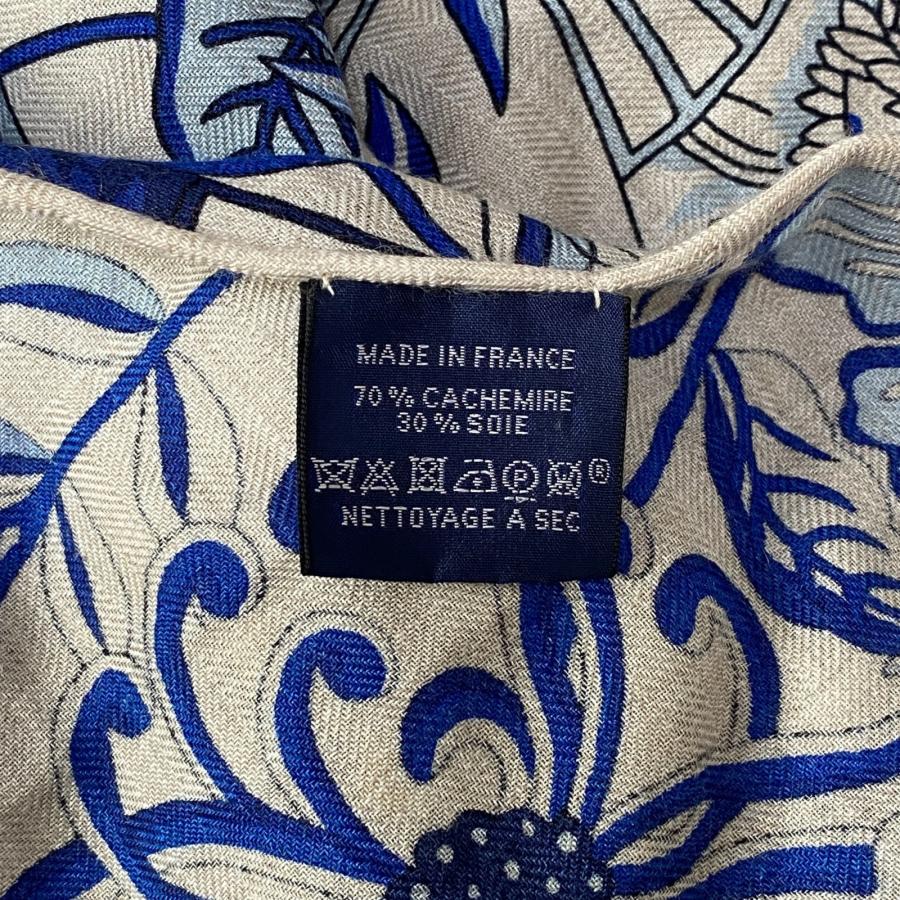 MADE IN FRANCE
70 % CACHEMIRE
30 % SOIE
P ®
NETTOYAGE À SEC